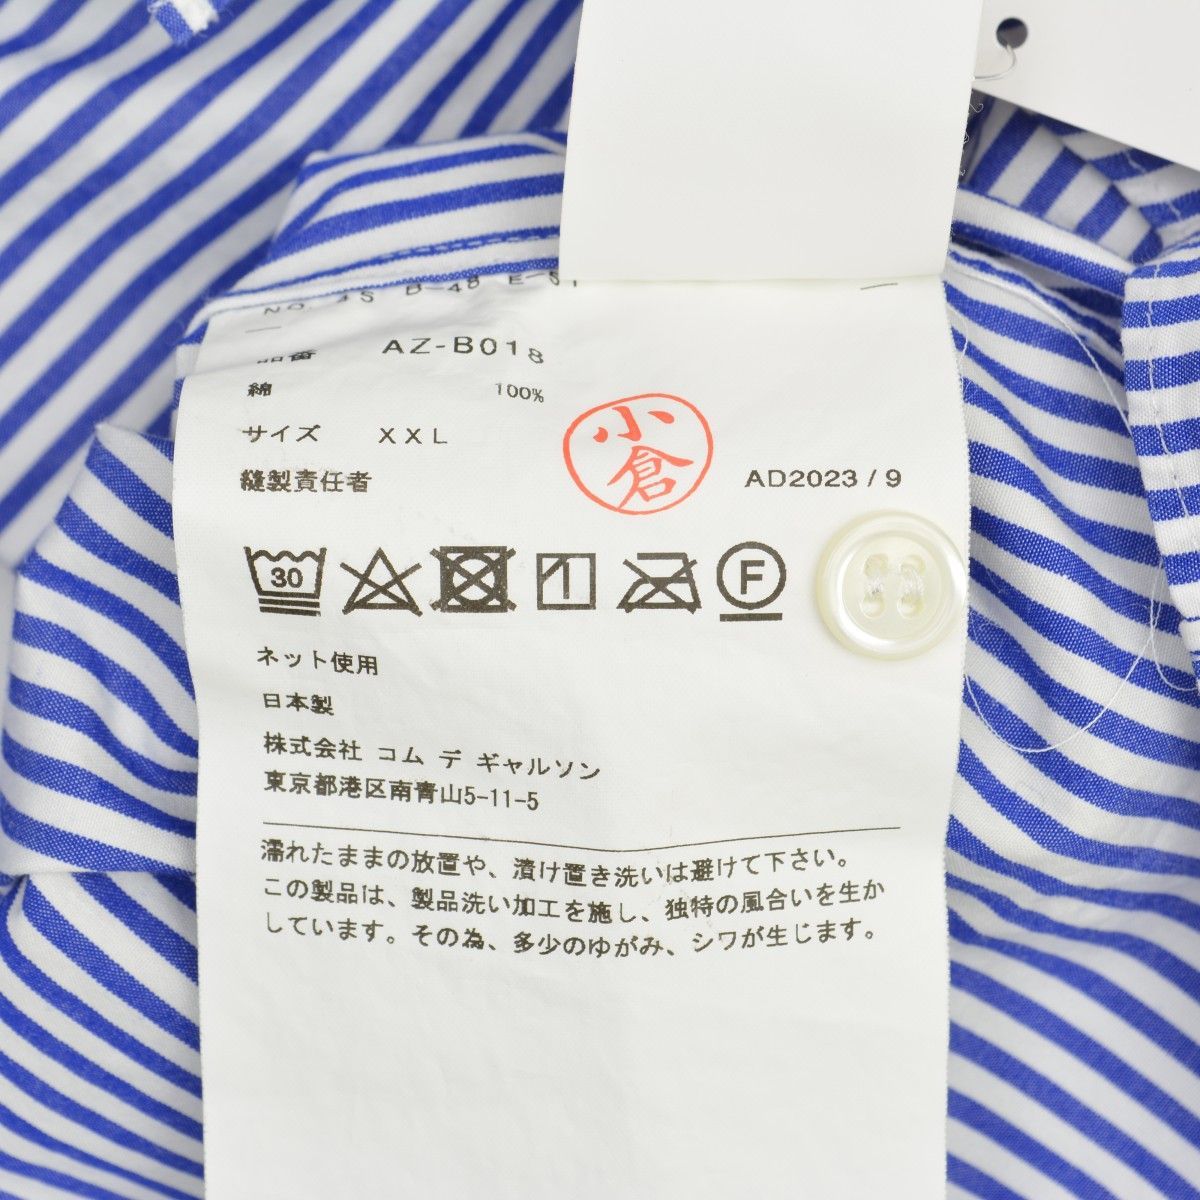 品番 AZ-B018
綿 100%
サイズ XXL
縫製責任者 小倉 AD2023/9
30 F
ネット使用
日本製
株式会社 コム デ ギャルソン
東京都港区南青山5-11-5
濡れたままの放置や、漬け置き洗いは避けて下さい。
この製品は、製品洗い加工を施し、独特の風合いを生か
しています。その為、多少のゆがみ、シワが生じます。